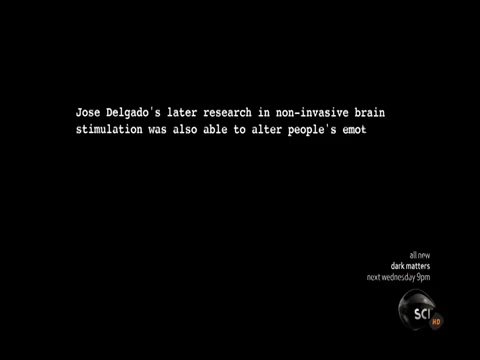 Jose Delgado's later research in non-invasive brain
stimulation was also able to alter people's emot
all new
dark matters
next wednesday 9pm
SCI
HD